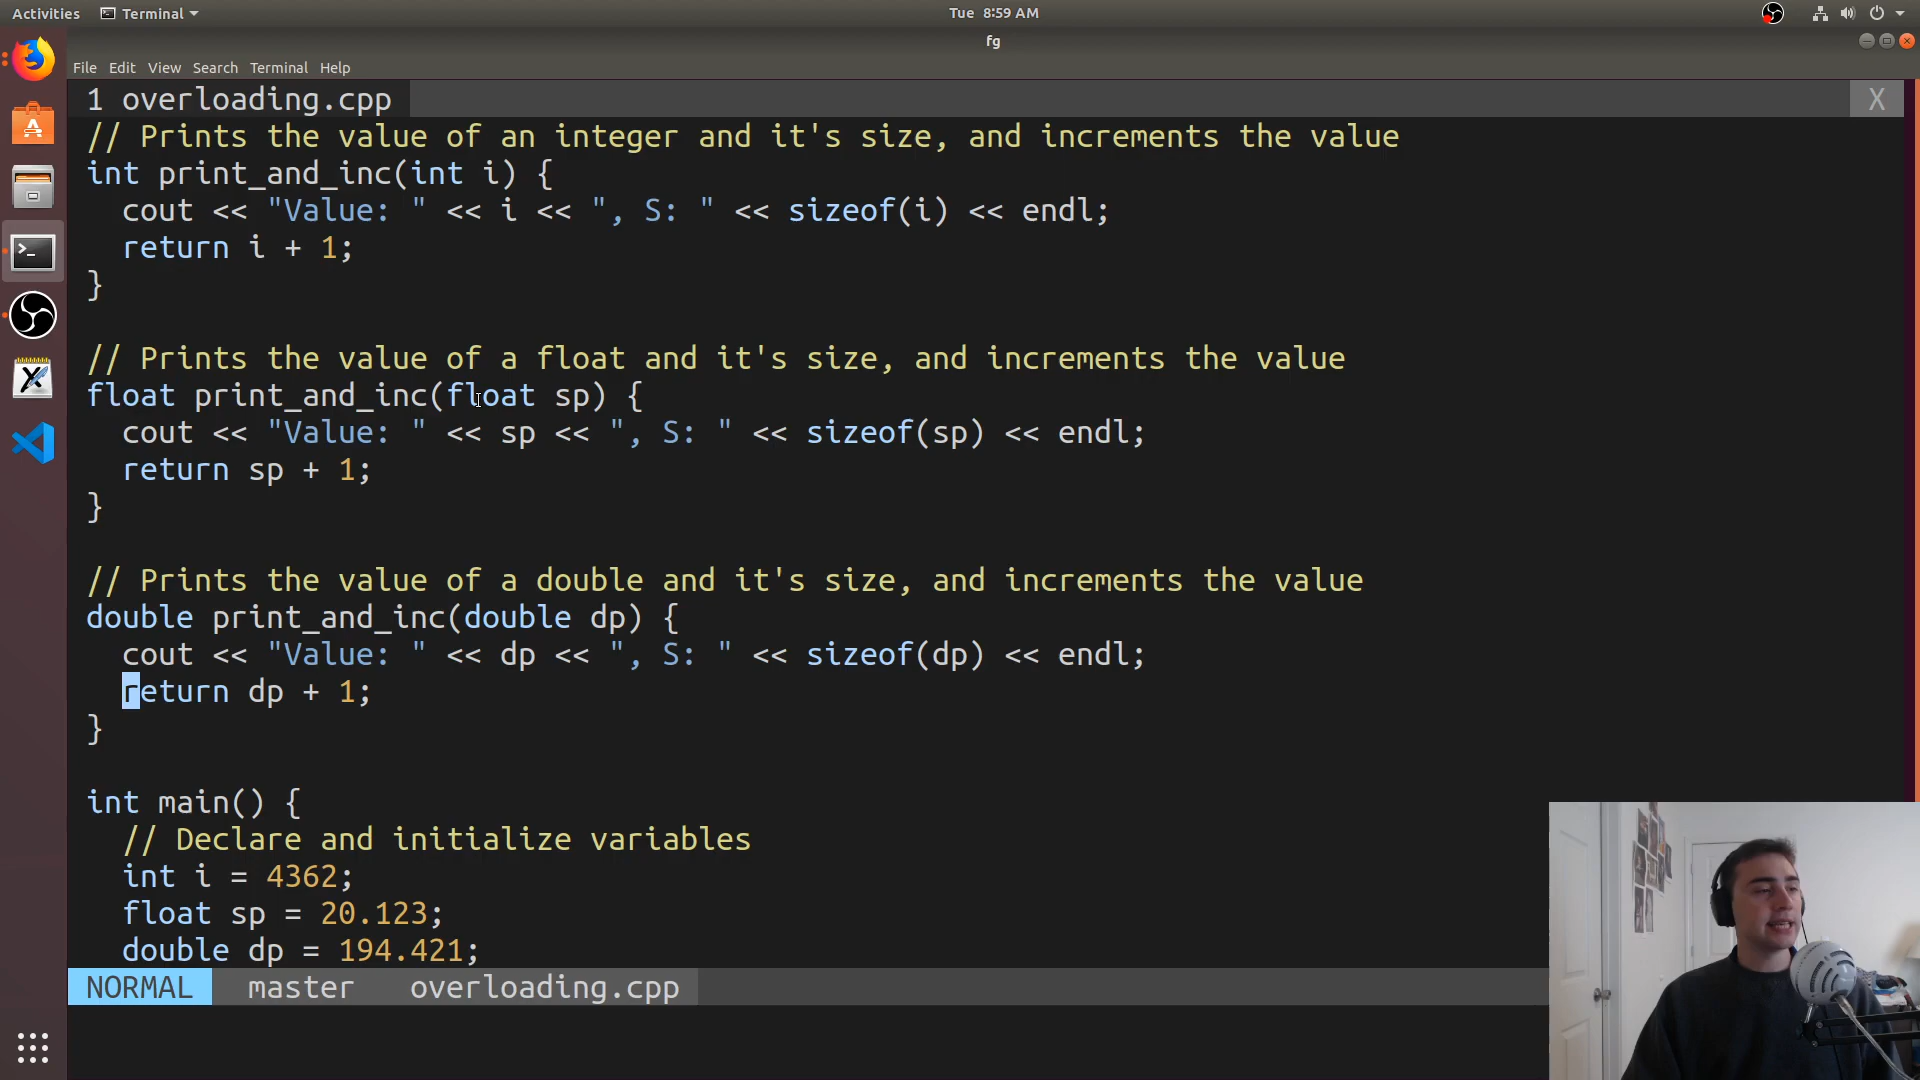 Activities Terminal Tue 8:59 AM
fg
File Edit View Search Terminal Help
1 overloading.cpp X
// Prints the value of an integer and it's size, and increments the value
int print_and_inc(int i) {
  cout << "Value: " << i << ", S: " << sizeof(i) << endl;
  return i + 1;
}
// Prints the value of a float and it's size, and increments the value
float print_and_inc(float sp) {
  cout << "Value: " << sp << ", S: " << sizeof(sp) << endl;
  return sp + 1;
}
// Prints the value of a double and it's size, and increments the value
double print_and_inc(double dp) {
  cout << "Value: " << dp << ", S: " << sizeof(dp) << endl;
  return dp + 1;
}
int main() {
  // Declare and initialize variables
  int i = 4362;
  float sp = 20.123;
  double dp = 194.421;
NORMAL master overloading.cpp